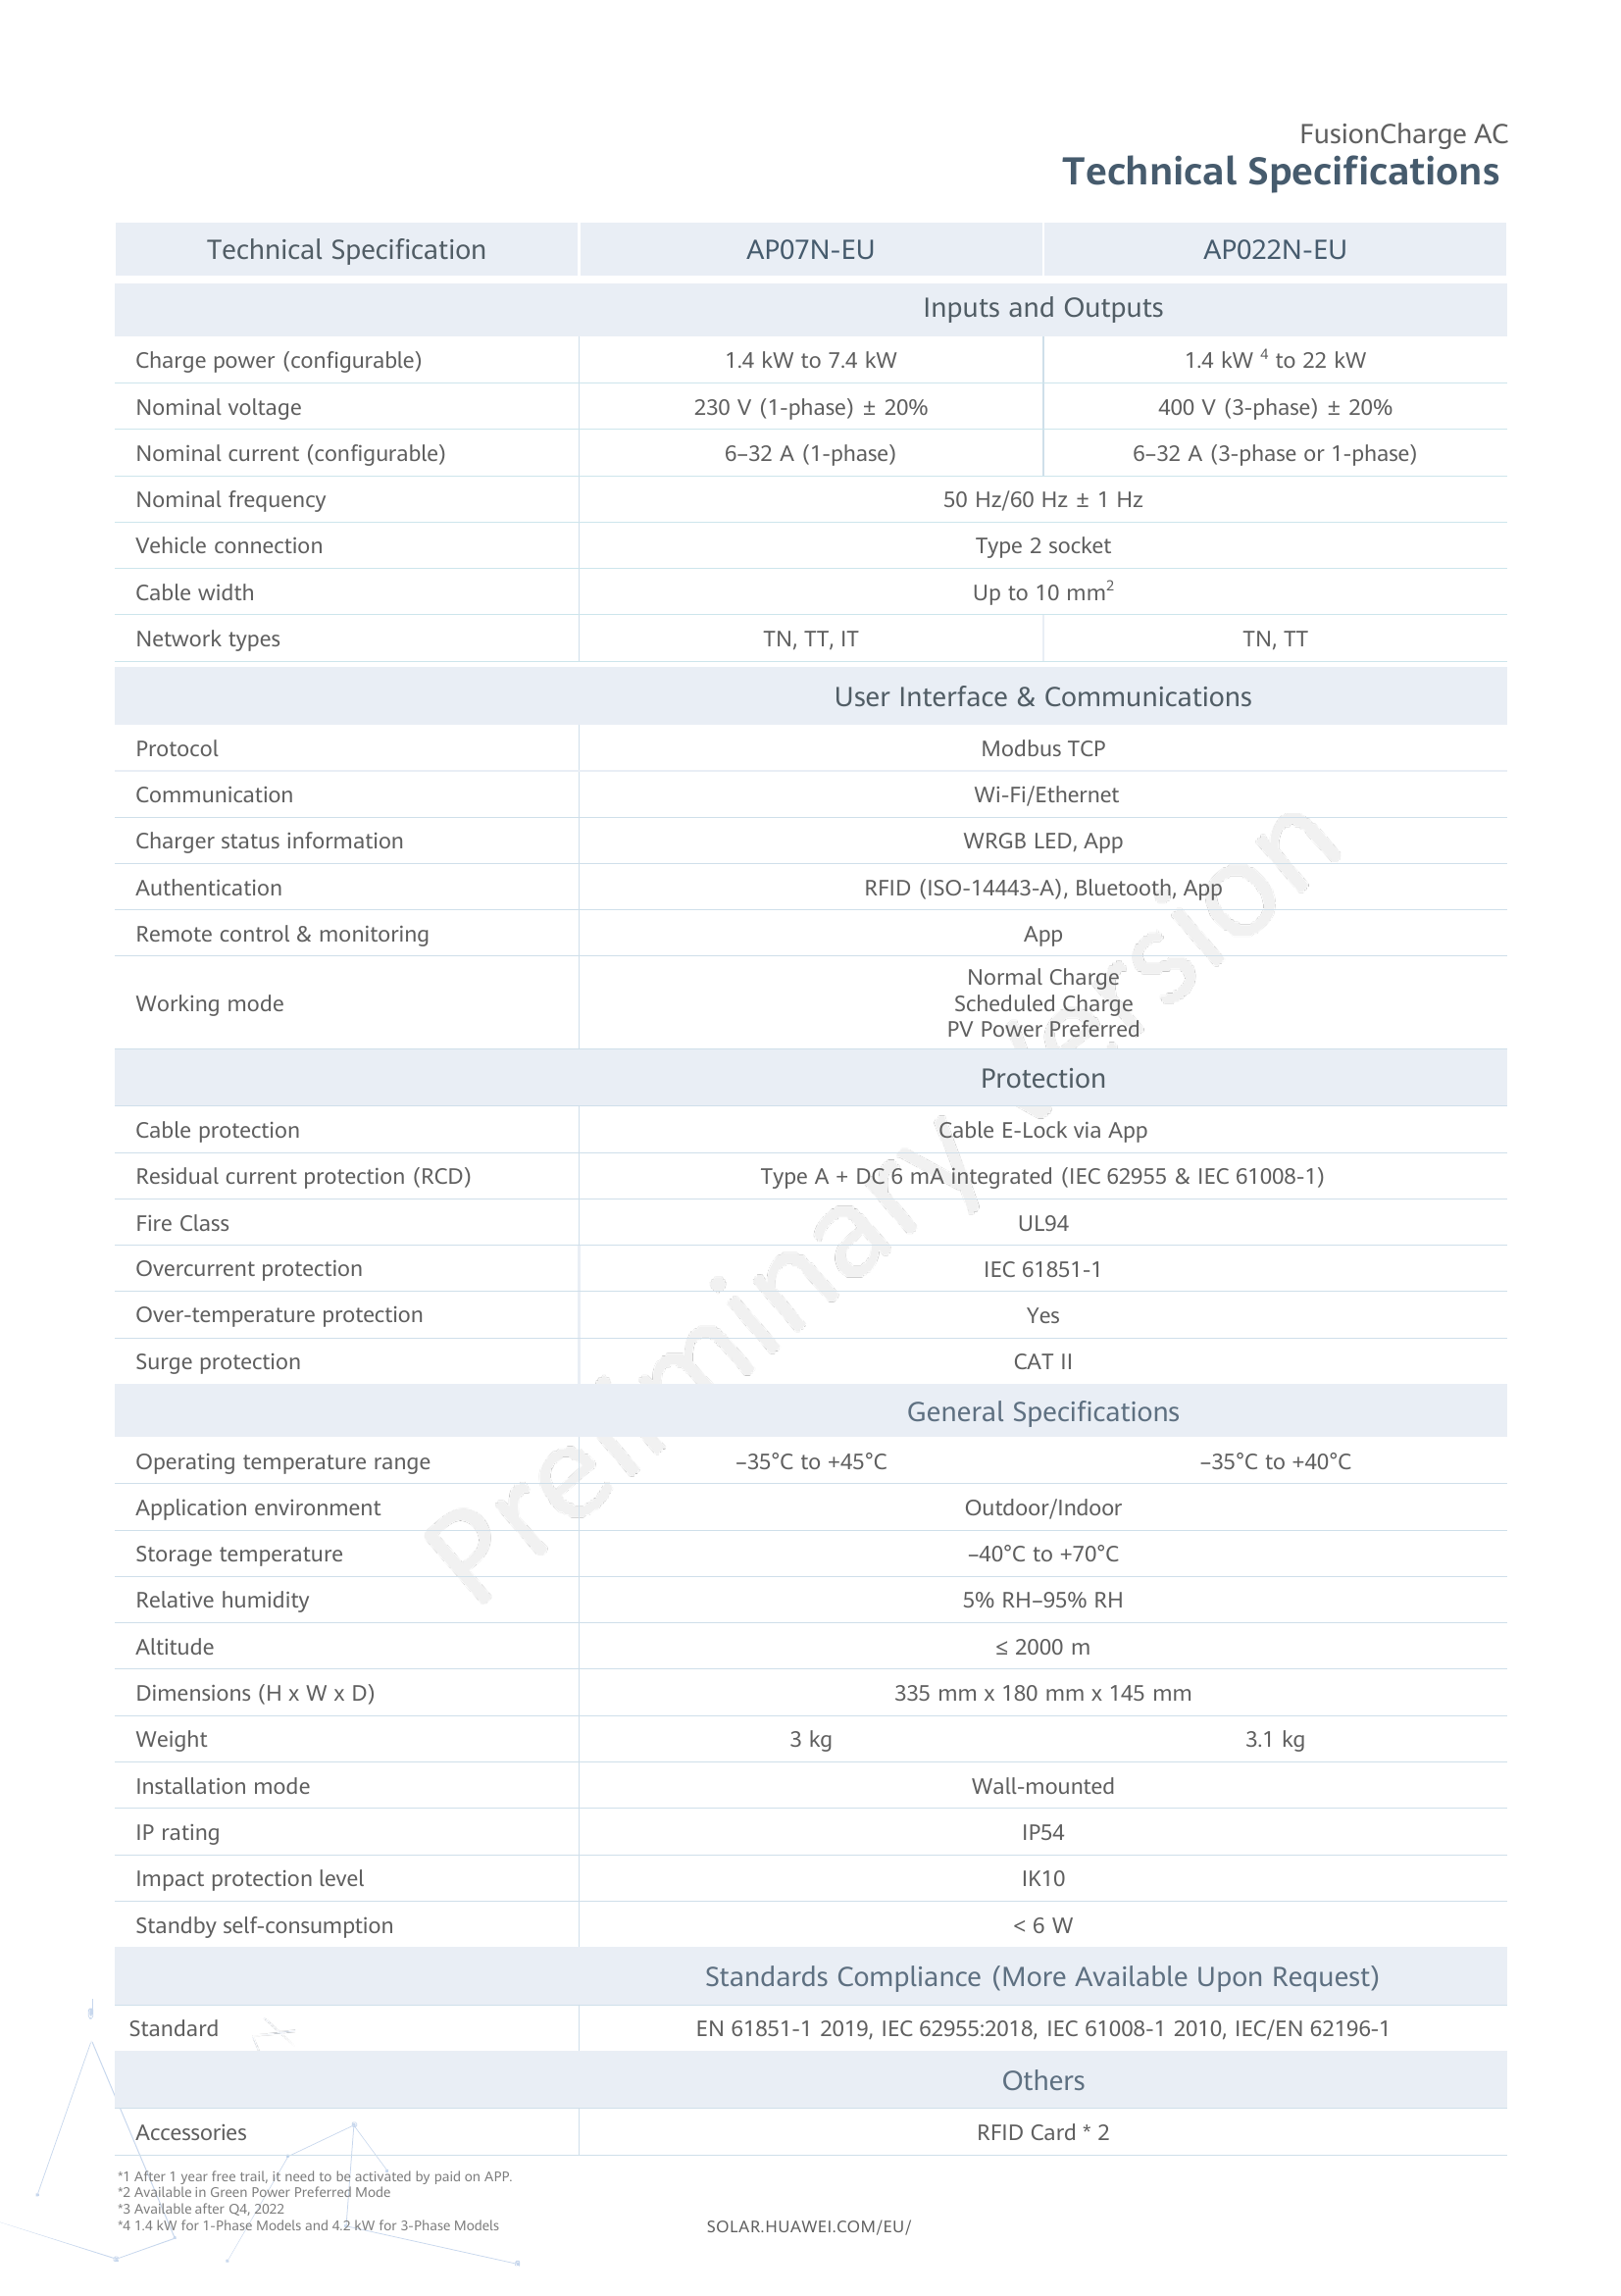 FusionCharge AC
Technical Specifications
Technical Specification AP07N-EU AP022N-EU
Inputs and Outputs
Charge power (configurable) 1.4 kW to 7.4 kW 1.4 kW ⁴ to 22 kW
Nominal voltage 230 V (1-phase) ± 20% 400 V (3-phase) ± 20%
Nominal current (configurable) 6–32 A (1-phase) 6–32 A (3-phase or 1-phase)
Nominal frequency 50 Hz/60 Hz ± 1 Hz
Vehicle connection Type 2 socket
Cable width Up to 10 mm²
Network types TN, TT, IT TN, TT
User Interface & Communications
Protocol Modbus TCP
Communication Wi-Fi/Ethernet
Charger status information WRGB LED, App
Authentication RFID (ISO-14443-A), Bluetooth, App
Remote control & monitoring App
Working mode Normal Charge
Scheduled Charge
PV Power Preferred
Protection
Cable protection Cable E-Lock via App
Residual current protection (RCD) Type A + DC 6 mA integrated (IEC 62955 & IEC 61008-1)
Fire Class UL94
Overcurrent protection IEC 61851-1
Over-temperature protection Yes
Surge protection CAT II
General Specifications
Operating temperature range –35°C to +45°C –35°C to +40°C
Application environment Outdoor/Indoor
Storage temperature –40°C to +70°C
Relative humidity 5% RH–95% RH
Altitude ≤ 2000 m
Dimensions (H x W x D) 335 mm x 180 mm x 145 mm
Weight 3 kg 3.1 kg
Installation mode Wall-mounted
IP rating IP54
Impact protection level IK10
Standby self-consumption < 6 W
Standards Compliance (More Available Upon Request)
Standard EN 61851-1 2019, IEC 62955:2018, IEC 61008-1 2010, IEC/EN 62196-1
Others
Accessories RFID Card * 2
*1 After 1 year free trail, it need to be activated by paid on APP.
*2 Available in Green Power Preferred Mode
*3 Available after Q4, 2022
*4 1.4 kW for 1-Phase Models and 4.2 kW for 3-Phase Models
SOLAR.HUAWEI.COM/EU/
Preliminary Version